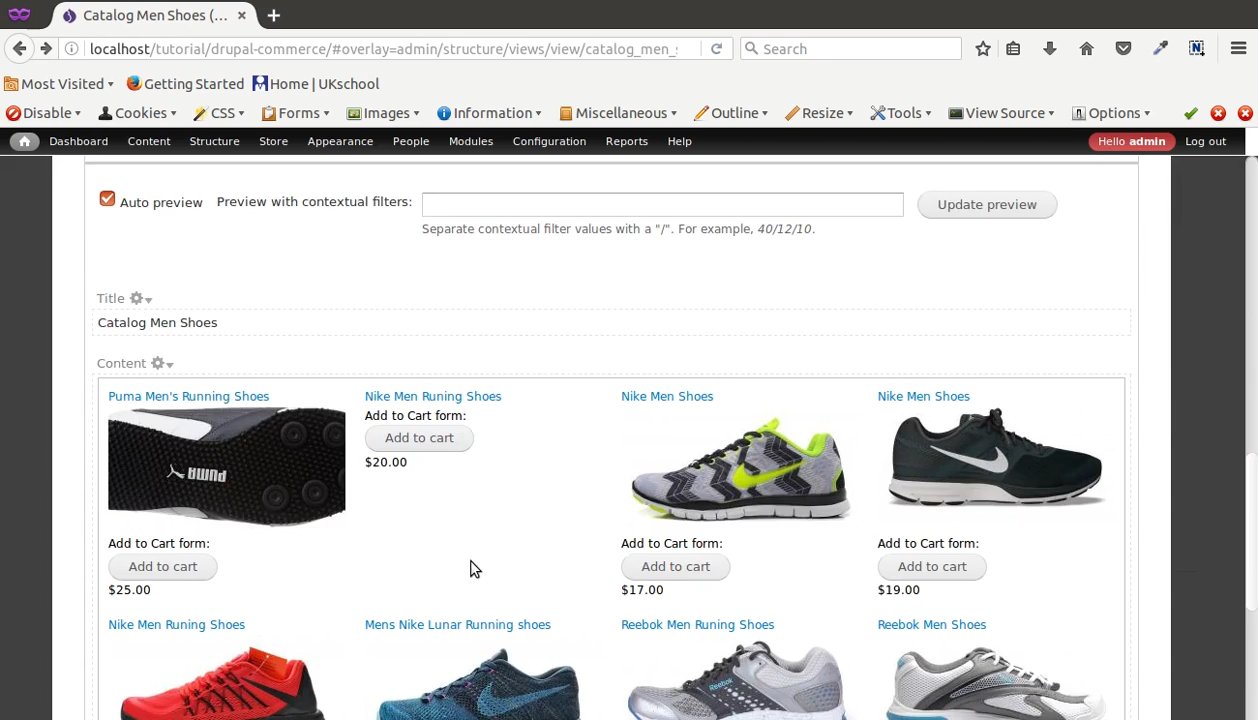 Catalog Men Shoes (...
localhost/tutorial/drupal-commerce/#overlay=admin/structure/views/view/catalog_men_s
Search
Most Visited
Getting Started
Home | UKschool
Disable
Cookies
CSS
Forms
Images
Information
Miscellaneous
Outline
Resize
Tools
View Source
Options
Dashboard
Content
Structure
Store
Appearance
People
Modules
Configuration
Reports
Help
Hello admin
Log out
Auto preview
Preview with contextual filters:
Update preview
Separate contextual filter values with a "/". For example, 40/12/10.
Title
Catalog Men Shoes
Content
Puma Men's Running Shoes
Nike Men Runing Shoes
Nike Men Shoes
Nike Men Shoes
Add to Cart form:
Add to cart
$20.00
PUMA
Add to Cart form:
Add to Cart form:
Add to Cart form:
Add to cart
Add to cart
Add to cart
$25.00
$17.00
$19.00
Nike Men Runing Shoes
Mens Nike Lunar Running shoes
Reebok Men Runing Shoes
Reebok Men Shoes
Reebok